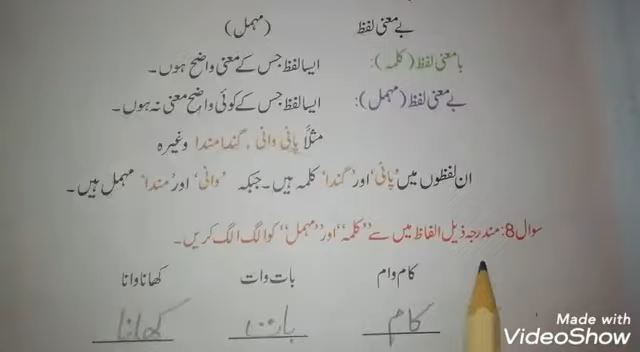 بے معنی لفظ (مہمل)
بامعنی لفظ (کلمہ): ایسا لفظ جس کے معنی واضح ہوں۔
بے معنی لفظ (مہمل): ایسا لفظ جس کے کوئی واضح معنی نہ ہوں۔
مثلاً پانی وانی، گندا مندا وغیرہ
ان لفظوں میں 'پانی' اور 'گندا' کلمہ ہیں۔ جبکہ 'وانی' اور 'مندا' مہمل ہیں۔
سوال 8: مندرجہ ذیل الفاظ میں سے "کلمہ" اور "مہمل" کو الگ الگ کریں۔
کام وام بات وات کھانا وانا
کام بات کھانا
Made with
VideoShow